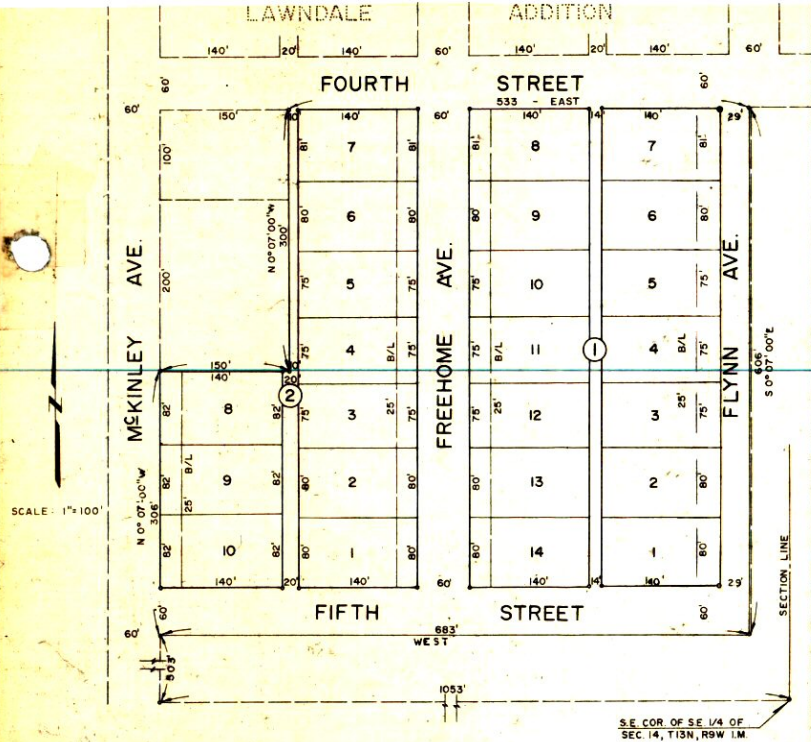 LAWNDALE ADDITION
140' 20' 140' 60' 140' 20' 140' 60'
60' FOURTH STREET 60'
533 - EAST
60' 150' 10' 140' 60' 140' 14' 140' 29'
100' 81' 7 81' 81' 8 7 81'
N 0° 07' 00" W
300'
80' 6 80' 80' 9 6 80'
McKINLEY AVE.
FREEHOME AVE.
FLYNN AVE.
200' 75' 5 75' 75' 10 5 75'
75' 4 B/L 75' 75' B/L 11 1 4 B/L 75'
606'
S 0° 07' 00" E
150'
140' 20'
2
82' 8 82' 75' 3 25' 75' 75' 25' 12 3 25' 75'
B/L
82' 25' 9 82' 80' 2 80' 80' 13 2 80'
SCALE: 1"=100'
N 0° 07' 00" W
306'
82' 10 82' 80' 1 80' 80' 14 1 80'
140' 20' 140' 60' 140' 14' 140' 29'
SECTION LINE
60' FIFTH STREET 60'
60' 683'
WEST
503'
1053'
S.E. COR. OF S.E. 1/4 OF
SEC. 14, T13N, R9W I.M.